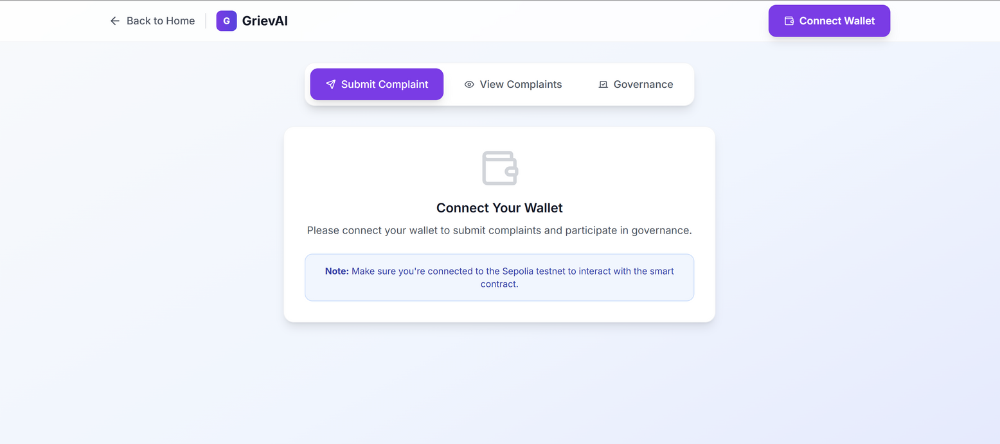 Back to Home
G
GrievAI
Connect Wallet
Submit Complaint
View Complaints
Governance
Connect Your Wallet
Please connect your wallet to submit complaints and participate in governance.
Note: Make sure you're connected to the Sepolia testnet to interact with the smart
contract.